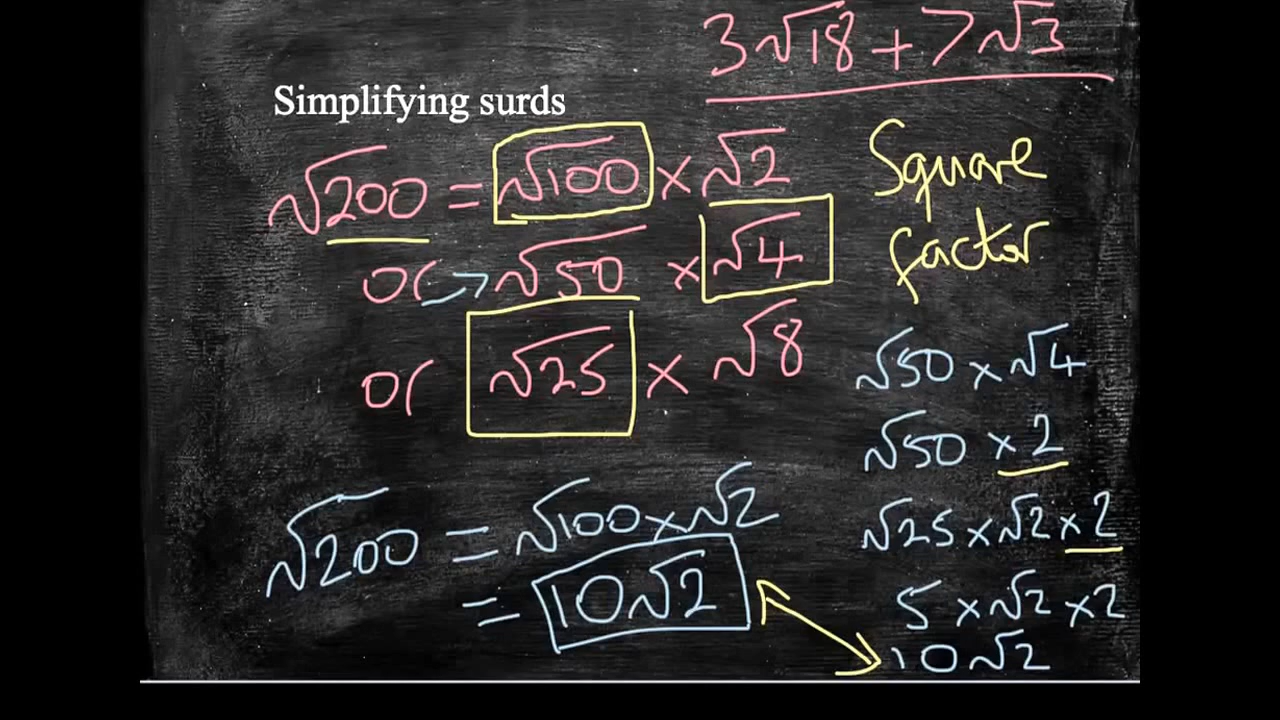 3√18 + 7√3
Simplifying surds
√200 = √100 × √2
or √50 × √4
or √25 × √8
Square
factor
√50 × √4
√50 × 2
√25 × √2 × 2
5 × √2 × 2
10√2
√200 = √100 × √2
= 10√2